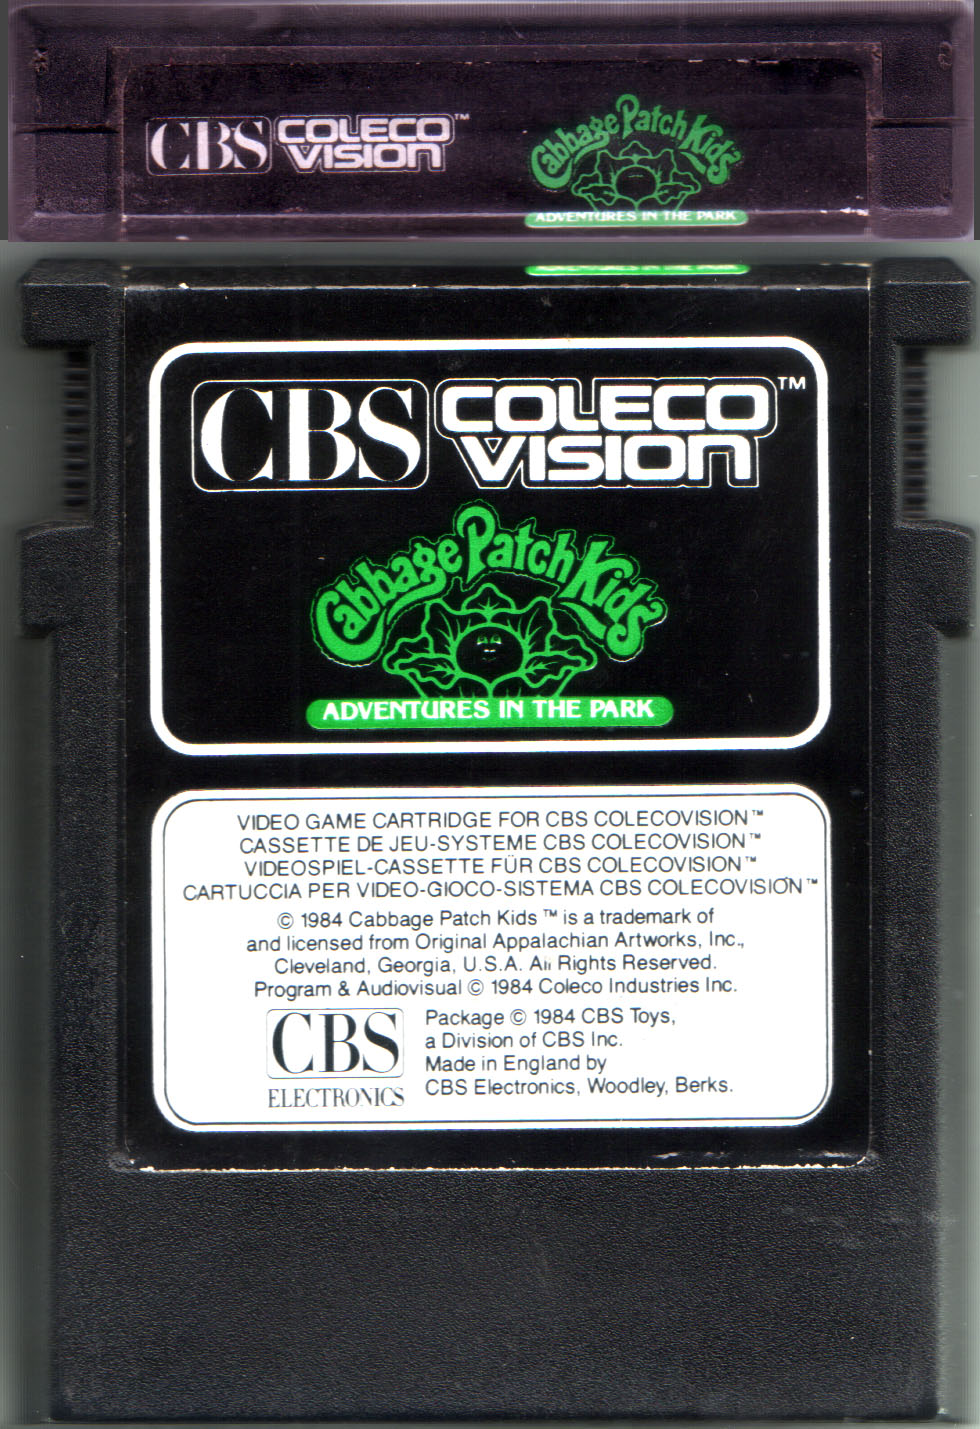 CBS COLECO VISION™
Cabbage Patch Kids
ADVENTURES IN THE PARK
CBS COLECO VISION™
Cabbage Patch Kids
ADVENTURES IN THE PARK
VIDEO GAME CARTRIDGE FOR CBS COLECOVISION™
CASSETTE DE JEU-SYSTEME CBS COLECOVISION™
VIDEOSPIEL-CASSETTE FÜR CBS COLECOVISION™
CARTUCCIA PER VIDEO-GIOCO-SISTEMA CBS COLECOVISION™
© 1984 Cabbage Patch Kids™ is a trademark of
and licensed from Original Appalachian Artworks, Inc.,
Cleveland, Georgia, U.S.A. All Rights Reserved.
Program & Audiovisual © 1984 Coleco Industries Inc.
CBS
ELECTRONICS
Package © 1984 CBS Toys,
a Division of CBS Inc.
Made in England by
CBS Electronics, Woodley, Berks.